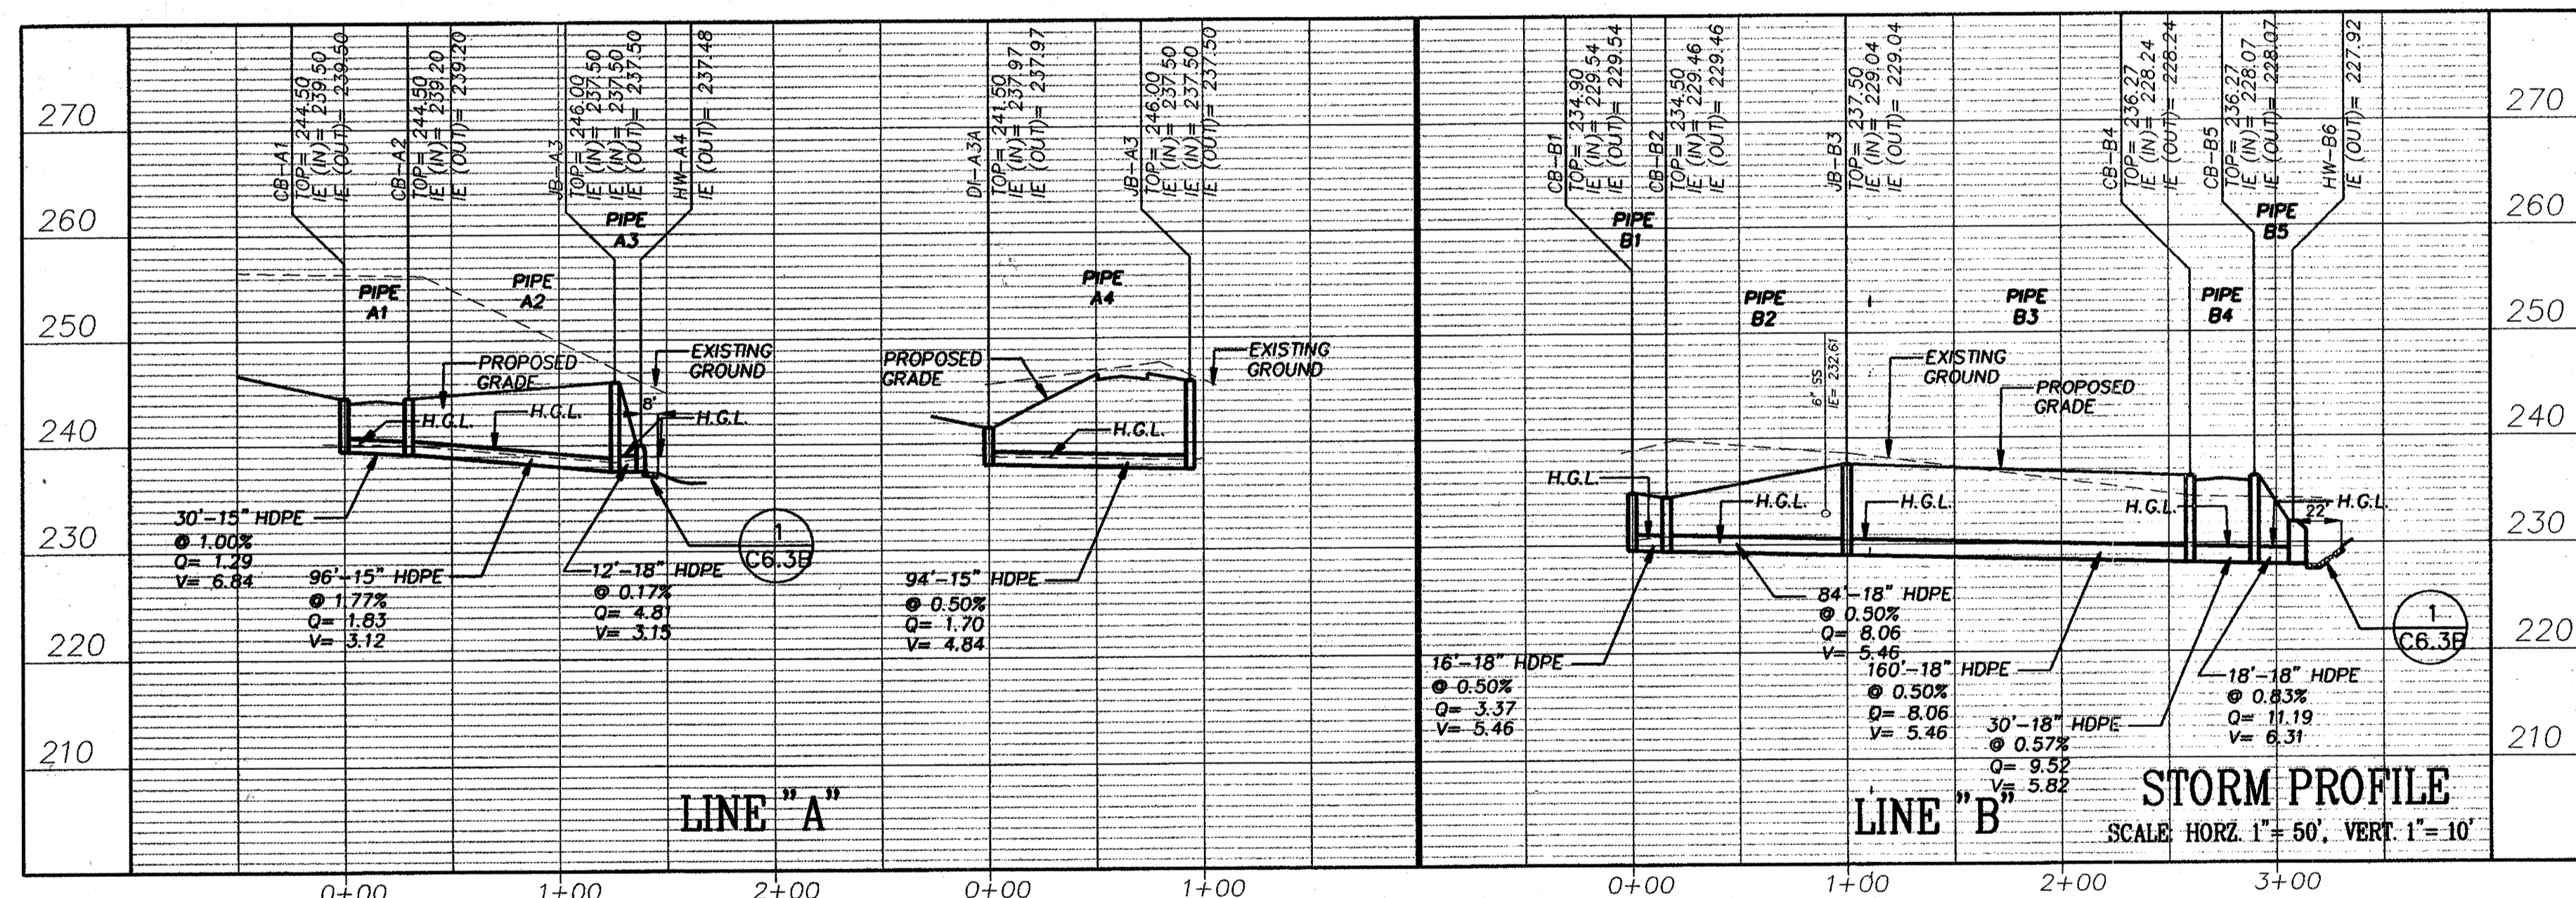 270
260
250
240
230
220
210
CB-A1
TOP= 244.50
IE (IN)= 239.50
IE (OUT)= 239.50
CB-A2
TOP= 244.50
IE (IN)= 239.20
IE (OUT)= 239.20
JB-A3
TOP= 246.00
IE (IN)= 237.50
IE (IN)= 237.50
IE (OUT)= 237.50
HW-A4
IE (OUT)= 237.48
PIPE
A1
PIPE
A2
PIPE
A3
PROPOSED
GRADE
EXISTING
GROUND
H.G.L.
H.G.L.
H.G.L.
8'
30'-15" HDPE
@ 1.00%
Q= 1.29
V= 6.84
96'-15" HDPE
@ 1.77%
Q= 1.83
V= 3.12
12'-18" HDPE
@ 0.17%
Q= 4.81
V= 3.15
1
C6.3B
DI-A3A
TOP= 241.50
IE (IN)= 237.97
IE (OUT)= 237.97
JB-A3
TOP= 246.00
IE (IN)= 237.50
IE (IN)= 237.50
IE (OUT)= 237.50
PIPE
A4
PROPOSED
GRADE
EXISTING
GROUND
H.G.L.
94'-15" HDPE
@ 0.50%
Q= 1.70
V= 4.84
LINE "A"
0+00
1+00
2+00
0+00
1+00
CB-B1
TOP= 234.90
IE (IN)= 229.54
IE (OUT)= 229.54
CB-B2
TOP= 234.50
IE (IN)= 229.46
IE (OUT)= 229.46
JB-B3
TOP= 237.50
IE (IN)= 229.04
IE (OUT)= 229.04
CB-B4
TOP= 236.27
IE (IN)= 228.24
IE (OUT)= 228.24
CB-B5
TOP= 236.27
IE (IN)= 228.07
IE (OUT)= 228.07
HW-B6
IE (OUT)= 227.92
PIPE
B1
PIPE
B2
PIPE
B3
PIPE
B4
PIPE
B5
6" SS
IE= 232.61
EXISTING
GROUND
PROPOSED
GRADE
H.G.L.
H.G.L.
H.G.L.
H.G.L.
H.G.L.
22'
16'-18" HDPE
@ 0.50%
Q= 3.37
V= 5.46
84'-18" HDPE
@ 0.50%
Q= 8.06
V= 5.46
160'-18" HDPE
@ 0.50%
Q= 8.06
V= 5.46
30'-18" HDPE
@ 0.57%
Q= 9.52
V= 5.82
18'-18" HDPE
@ 0.83%
Q= 11.19
V= 6.31
1
C6.3B
LINE "B"
STORM PROFILE
SCALE: HORZ. 1"= 50', VERT. 1"= 10'
0+00
1+00
2+00
3+00
270
260
250
240
230
220
210